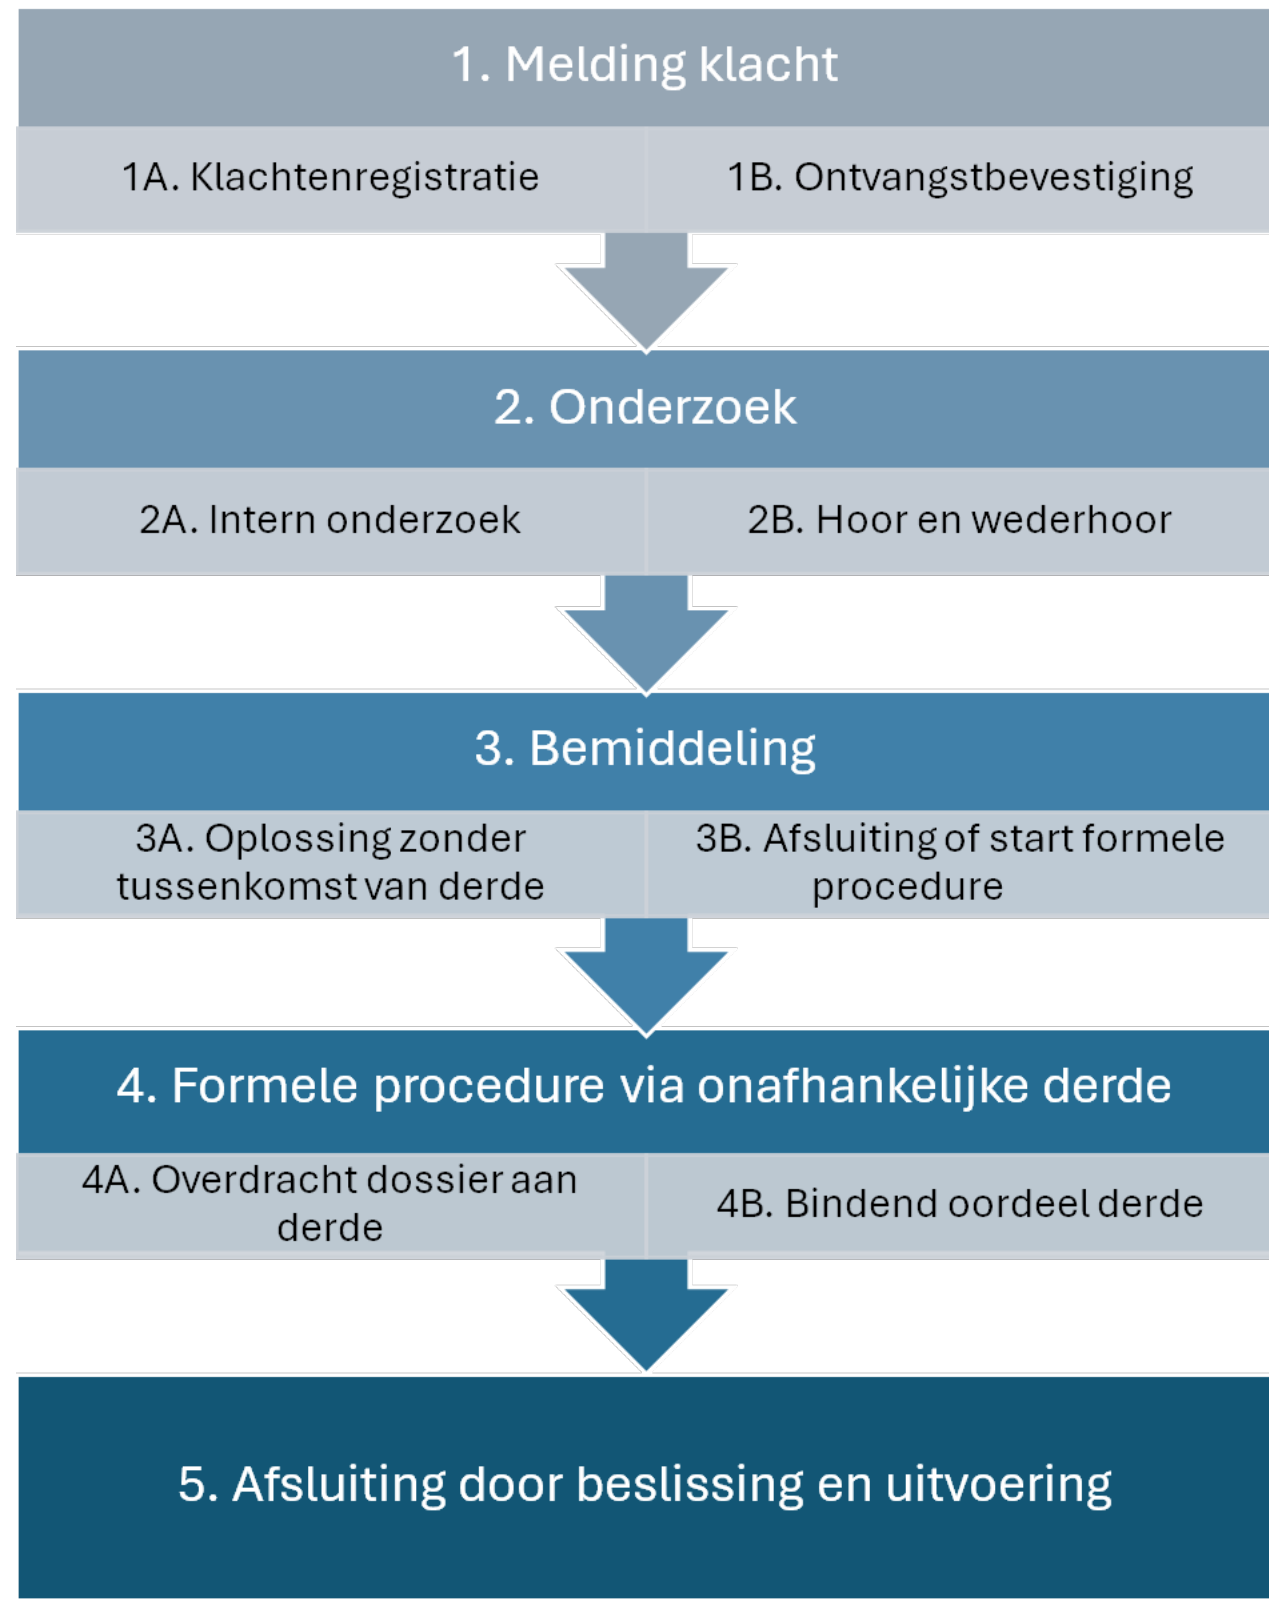 1. Melding klacht
1A. Klachtenregistratie
1B. Ontvangstbevestiging
2. Onderzoek
2A. Intern onderzoek
2B. Hoor en wederhoor
3. Bemiddeling
3A. Oplossing zonder
tussenkomst van derde
3B. Afsluiting of start formele
procedure
4. Formele procedure via onafhankelijke derde
4A. Overdracht dossier aan
derde
4B. Bindend oordeel derde
5. Afsluiting door beslissing en uitvoering